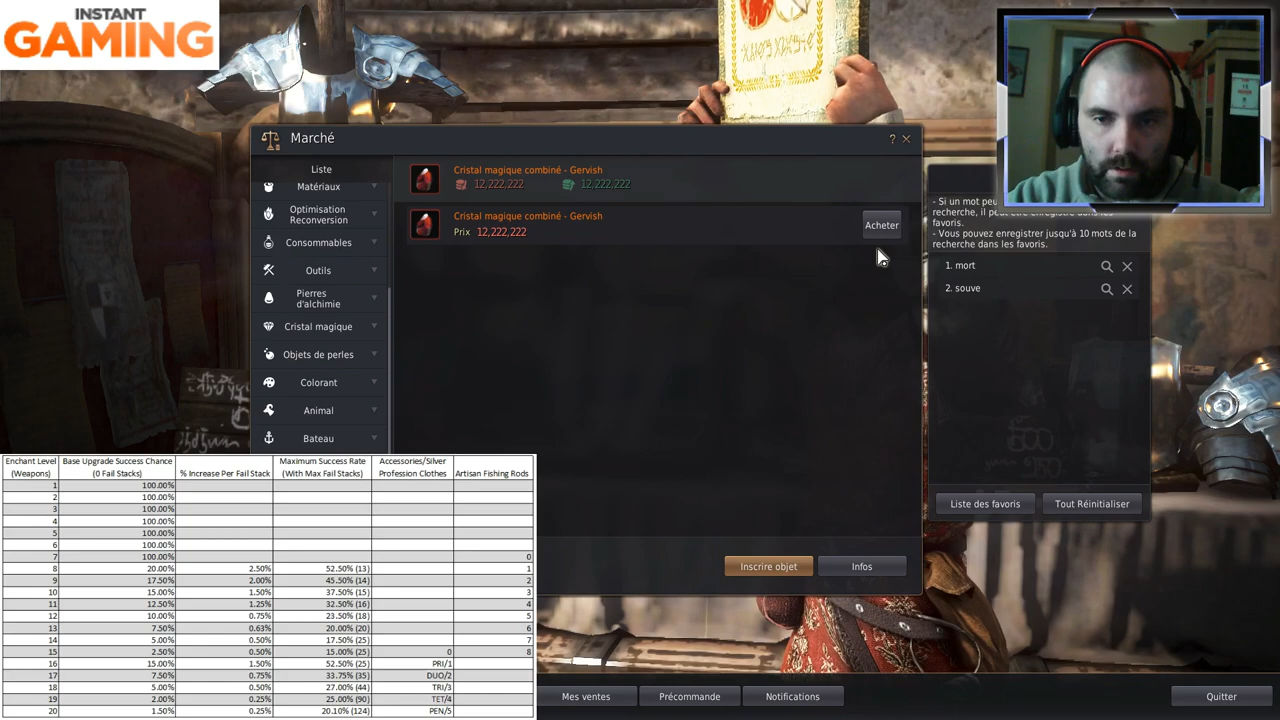 INSTANT
GAMING
Marché
? ×
Liste
Matériaux
Optimisation
Reconversion
Consommables
Outils
Pierres
d'alchimie
Cristal magique
Objets de perles
Colorant
Animal
Bateau
Cristal magique combiné - Gervish
12,222,222 12,222,222
Cristal magique combiné - Gervish
Prix 12,222,222
Acheter
- Si un mot peu
recherche, il peut être enregistré dans les
favoris.
- Vous pouvez enregistrer jusqu'à 10 mots de la
recherche dans les favoris.
1. mort
2. souve
Liste des favoris Tout Réinitialiser
Inscrire objet Infos
Enchant Level Base Upgrade Success Chance Maximum Success Rate Accessories/Silver
(Weapons) (0 Fail Stacks) % Increase Per Fail Stack (With Max Fail Stacks) Profession Clothes Artisan Fishing Rods
1 100.00%
2 100.00%
3 100.00%
4 100.00%
5 100.00%
6 100.00%
7 100.00% 0
8 20.00% 2.50% 52.50% (13) 1
9 17.50% 2.00% 45.50% (14) 2
10 15.00% 1.50% 37.50% (15) 3
11 12.50% 1.25% 32.50% (16) 4
12 10.00% 0.75% 23.50% (18) 5
13 7.50% 0.63% 20.00% (20) 6
14 5.00% 0.50% 17.50% (25) 7
15 2.50% 0.50% 15.00% (25) 0 8
16 15.00% 1.50% 52.50% (25) PRI/1
17 7.50% 0.75% 33.75% (35) DUO/2
18 5.00% 0.50% 27.00% (44) TRI/3
19 2.00% 0.25% 25.00% (90) TET/4
20 1.50% 0.25% 20.10% (124) PEN/5
Mes ventes Précommande Notifications Quitter